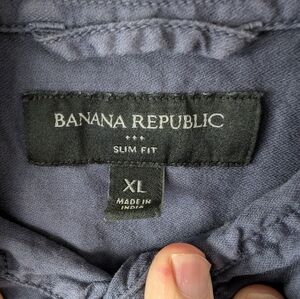 BANANA REPUBLIC
SLIM FIT
XL
MADE IN
INDIA